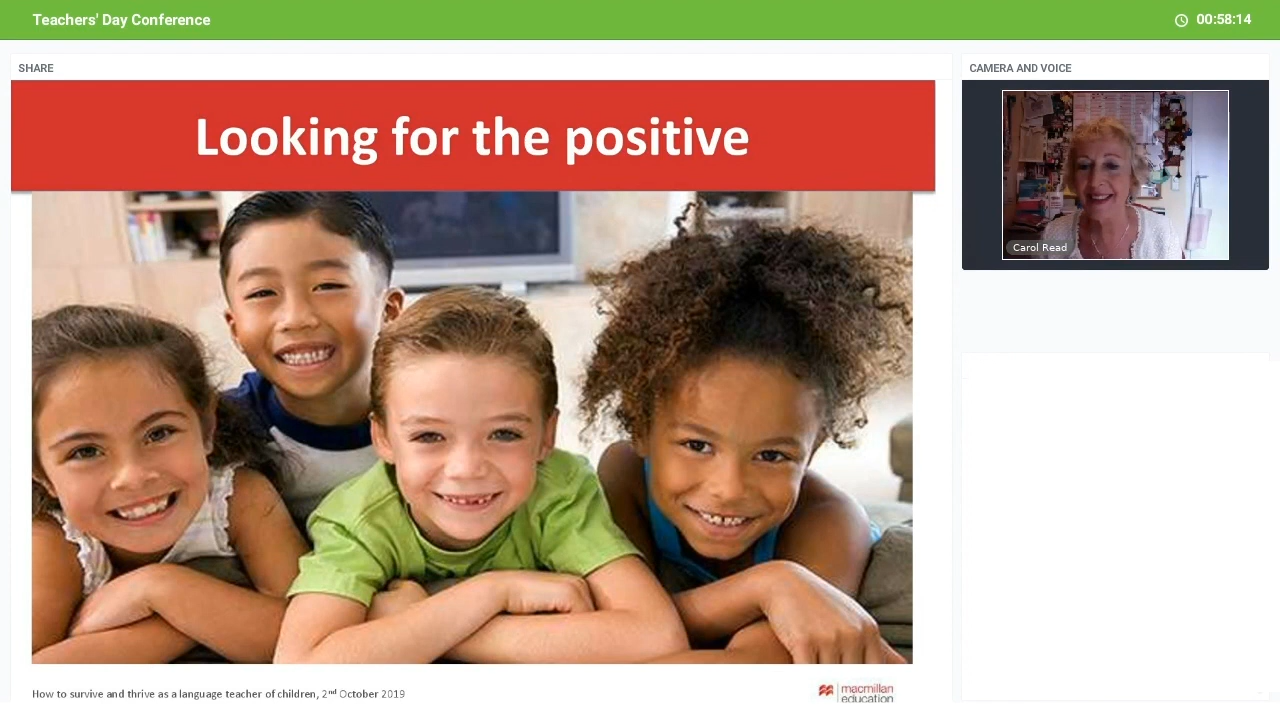 Teachers' Day Conference
00:58:14
SHARE
CAMERA AND VOICE
Looking for the positive
Carol Read
How to survive and thrive as a language teacher of children, 2nd October 2019
macmillan
education